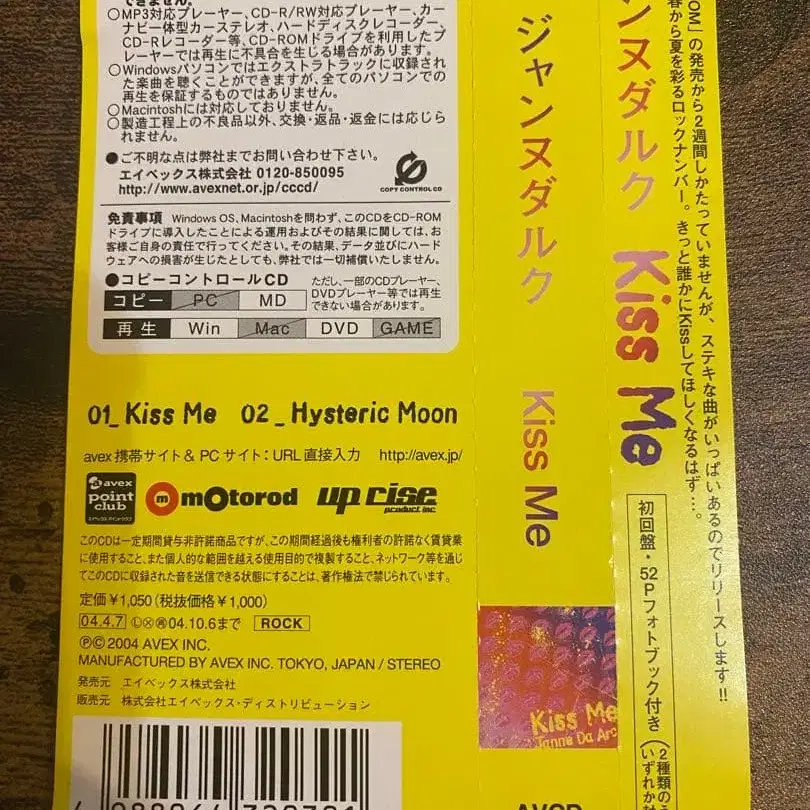 できません。
○MP3対応プレーヤー、CD-R/RW対応プレーヤー、カー
ナビ一体型カーステレオ、ハードディスクレコーダー、
CD-Rレコーダー等、CD-ROMドライブを利用したプ
レーヤーでは再生に不具合を生じる場合があります。
○Windowsパソコンではエクストラトラックに収録され
た楽曲を聴くことができますが、全てのパソコンでの
再生を保証するものではありません。
○Macintoshには対応しておりません。
○製造工程上の不良品以外、交換・返品・返金には応じら
れません。
●ご不明な点は弊社までお問い合わせ下さい。
エイベックス株式会社 0120-850095
http://www.avexnet.or.jp/cccd/
COPY CONTROL CD
免責事項 Windows OS、Macintoshを問わず、このCDをCD-ROM
ドライブに導入したことによる運用およびその結果に関しては、お
客様ご自身の責任で行ってください。その結果、データ並びにハード
ウェアへの損害が生じたとしても、弊社では一切補償いたしません。
●コピーコントロールCD
ただし、一部のCDプレーヤー、
DVDプレーヤー等では再生
できない場合があります。
コピー PC MD
再生 Win Mac DVD GAME
01_ Kiss Me 02_ Hysteric Moon
avex 携帯サイト & PC サイト：URL 直接入力 http://avex.jp/
avex
point
club
エイベックス・ポイント・クラブ
m motorod
up rise
product inc.
このCDは一定期間貸与非許諾商品ですが、この期間経過後も権利者の許諾なく賃貸業
に使用すること、また個人的な範囲を越える使用目的で複製すること、ネットワーク等を通じ
てこのCDに収録された音を送信できる状態にすることは、著作権法で禁じられています。
定価￥1,050（税抜価格￥1,000）
04.4.7 Ⓛ 04.10.6まで ROCK
ⓅⒸ 2004 AVEX INC.
MANUFACTURED BY AVEX INC. TOKYO, JAPAN / STEREO
発売元 エイベックス株式会社
販売元 株式会社エイベックス・ディストリビューション
ジャンヌダルク
Kiss Me
Kiss Me
Janne Da Arc
AVCD
ンヌダルク Kiss Me
初回盤・52Pフォトブック付き
(2種類の
いずれか
OM」の発売から2週間しかたっていませんが、ステキな曲がいっぱいあるのでリリースします!!
春から夏を彩るロックナンバー。きっと誰かにKissしてほしくなるはず…。